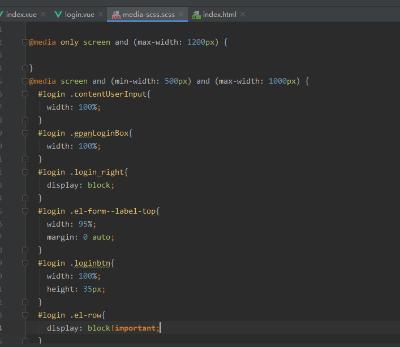 index.vue × login.vue × media-scss.scss × index.html ×
@media only screen and (max-width: 1200px) {
}
@media screen and (min-width: 500px) and (max-width: 1000px) {
#login .contentUserInput{
width: 100%;
}
#login .epanLoginBox{
width: 100%;
}
#login .login_right{
display: block;
}
#login .el-form--label-top{
width: 95%;
margin: 0 auto;
}
#login .loginbtn{
width: 100%;
height: 35px;
}
#login .el-row{
display: block!important;
}